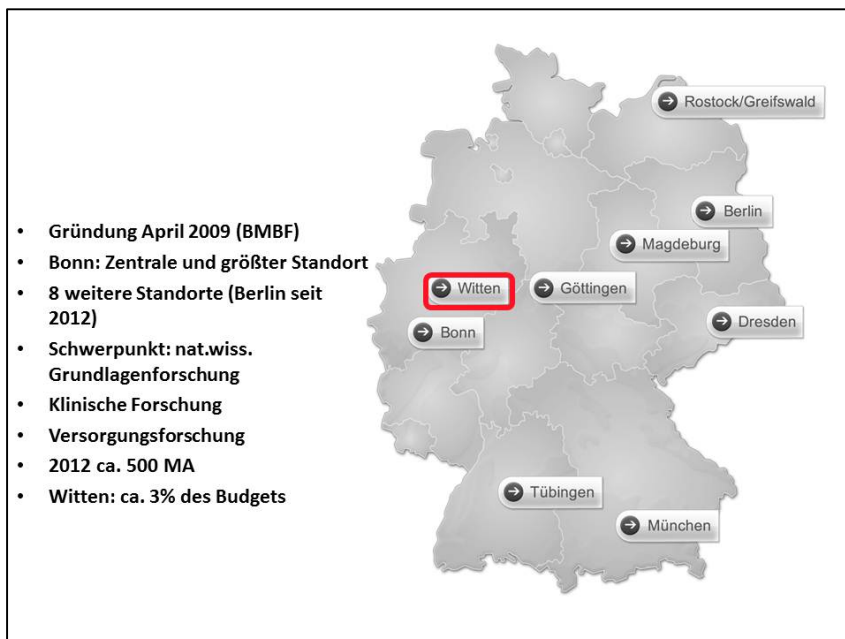 • Gründung April 2009 (BMBF)
• Bonn: Zentrale und größter Standort
• 8 weitere Standorte (Berlin seit
2012)
• Schwerpunkt: nat.wiss.
Grundlagenforschung
• Klinische Forschung
• Versorgungsforschung
• 2012 ca. 500 MA
• Witten: ca. 3% des Budgets
Rostock/Greifswald
Berlin
Magdeburg
Witten
Göttingen
Dresden
Bonn
Tübingen
München